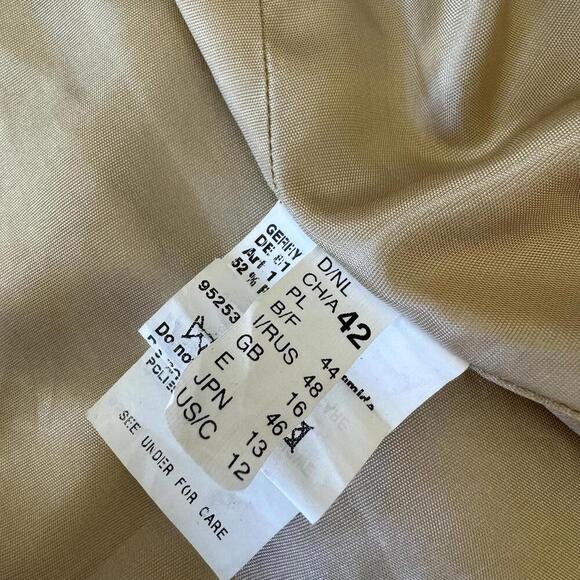 GERRY
Art 1
52 %
95253
Do no
SEE UNDER FOR CARE
D/NL
CH/A 42
PL
B/F 44
I/RUS 48
GB 16
E 46
JPN 13
US/C 12